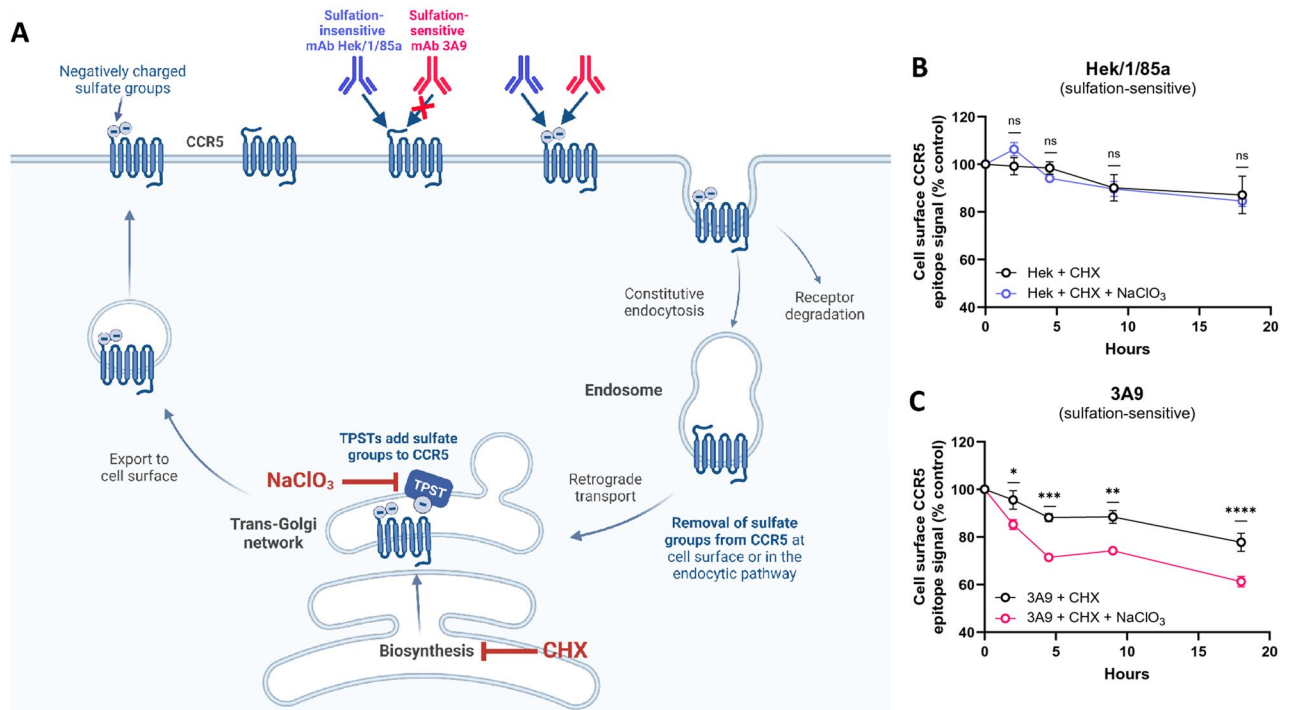 A
Sulfation-
insensitive
mAb Hek/1/85a
Sulfation-
sensitive
mAb 3A9
Negatively charged
sulfate groups
CCR5
Constitutive
endocytosis
Receptor
degradation
Endosome
TPSTs add sulfate
groups to CCR5
NaClO₃
TPST
Export to
cell surface
Trans-Golgi
network
Retrograde
transport
Removal of sulfate
groups from CCR5 at
cell surface or in the
endocytic pathway
Biosynthesis
CHX
B
Hek/1/85a
(sulfation-sensitive)
Cell surface CCR5
epitope signal (% control)
120
100
80
60
40
ns
ns
ns
ns
Hek + CHX
Hek + CHX + NaClO₃
0
5
10
15
20
Hours
C
3A9
(sulfation-sensitive)
Cell surface CCR5
epitope signal (% control)
120
100
80
60
40
*
***
**
****
3A9 + CHX
3A9 + CHX + NaClO₃
0
5
10
15
20
Hours